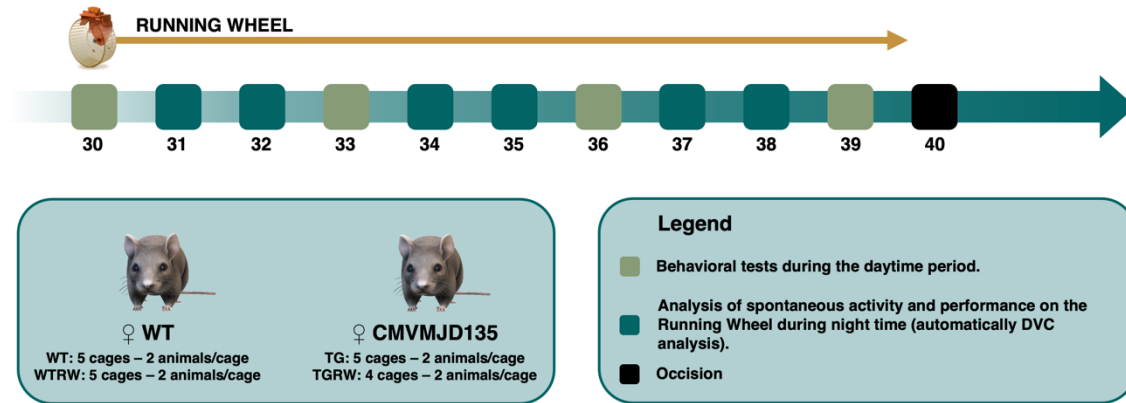 RUNNING WHEEL
30 31 32 33 34 35 36 37 38 39 40
♀ WT
WT: 5 cages – 2 animals/cage
WTRW: 5 cages – 2 animals/cage
♀ CMVMJD135
TG: 5 cages – 2 animals/cage
TGRW: 4 cages – 2 animals/cage
Legend
Behavioral tests during the daytime period.
Analysis of spontaneous activity and performance on the
Running Wheel during night time (automatically DVC
analysis).
Occision